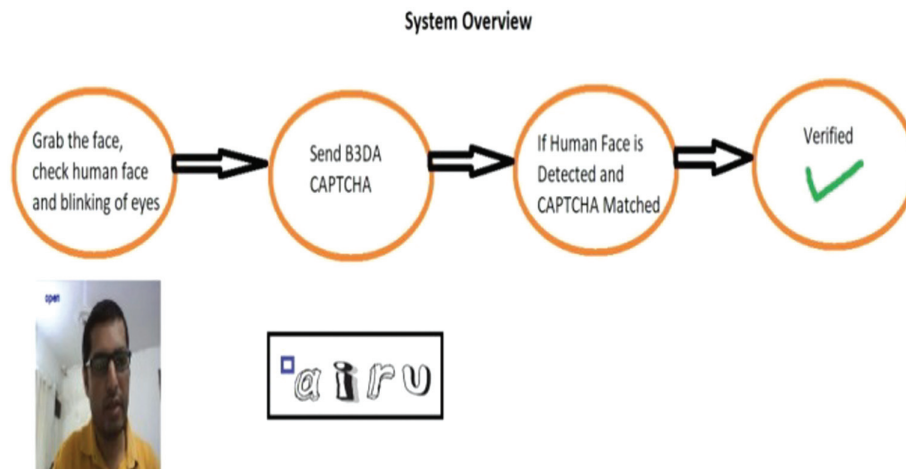 System Overview
Grab the face,
check human face
and blinking of eyes
Send B3DA
CAPTCHA
If Human Face is
Detected and
CAPTCHA Matched
Verified
open
airu